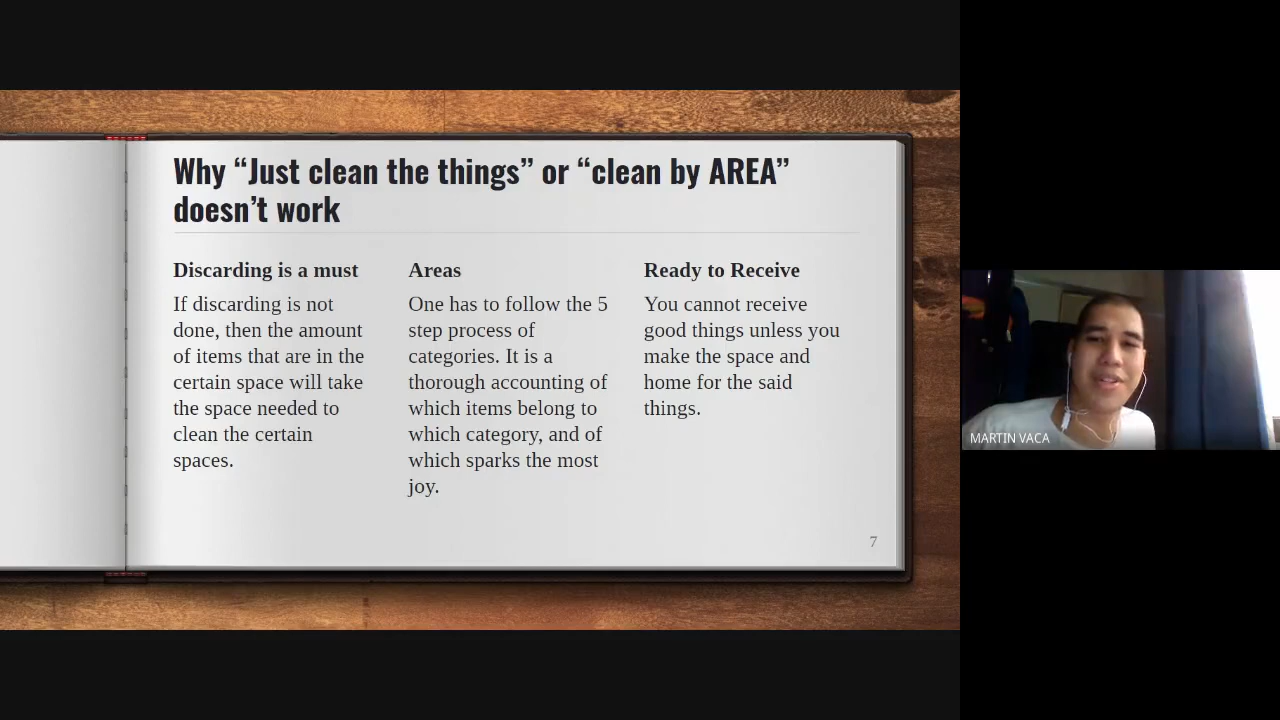 Why “Just clean the things” or “clean by AREA”
doesn’t work
Discarding is a must
If discarding is not
done, then the amount
of items that are in the
certain space will take
the space needed to
clean the certain
spaces.
Areas
One has to follow the 5
step process of
categories. It is a
thorough accounting of
which items belong to
which category, and of
which sparks the most
joy.
Ready to Receive
You cannot receive
good things unless you
make the space and
home for the said
things.
7
MARTIN VACA